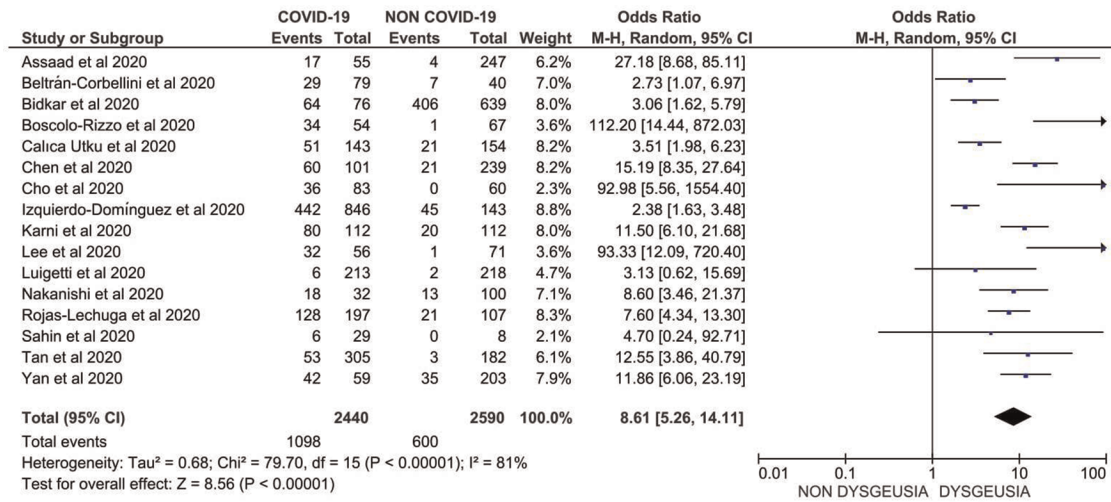 COVID-19 NON COVID-19 Odds Ratio Odds Ratio
Study or Subgroup Events Total Events Total Weight M-H, Random, 95% CI M-H, Random, 95% CI
Assaad et al 2020 17 55 4 247 6.2% 27.18 [8.68, 85.11]
Beltrán-Corbellini et al 2020 29 79 7 40 7.0% 2.73 [1.07, 6.97]
Bidkar et al 2020 64 76 406 639 8.0% 3.06 [1.62, 5.79]
Boscolo-Rizzo et al 2020 34 54 1 67 3.6% 112.20 [14.44, 872.03]
Calıca Utku et al 2020 51 143 21 154 8.2% 3.51 [1.98, 6.23]
Chen et al 2020 60 101 21 239 8.1% 15.19 [8.35, 27.64]
Cho et al 2020 36 83 0 60 2.3% 92.98 [5.56, 1554.40]
Izquierdo-Domínguez et al 2020 442 846 45 143 8.8% 2.38 [1.63, 3.48]
Karni et al 2020 80 112 20 112 8.0% 11.50 [6.10, 21.68]
Lee et al 2020 32 56 1 71 3.6% 93.33 [12.09, 720.40]
Luigetti et al 2020 6 213 2 218 4.7% 3.13 [0.62, 15.69]
Nakanishi et al 2020 18 32 13 100 7.1% 8.60 [3.46, 21.37]
Rojas-Lechuga et al 2020 128 197 21 107 8.3% 7.60 [4.34, 13.30]
Sahin et al 2020 6 29 0 8 2.1% 4.70 [0.24, 92.71]
Tan et al 2020 53 305 3 182 6.1% 12.55 [3.86, 40.79]
Yan et al 2020 42 59 35 203 7.9% 11.86 [6.06, 23.19]
Total (95% CI) 2440 2590 100.0% 8.61 [5.26, 14.11]
Total events 1098 600
Heterogeneity: Tau² = 0.68; Chi² = 79.70, df = 15 (P < 0.00001); I² = 81%
Test for overall effect: Z = 8.56 (P < 0.00001)
0.01 0.1 1 10 100
NON DYSGEUSIA DYSGEUSIA